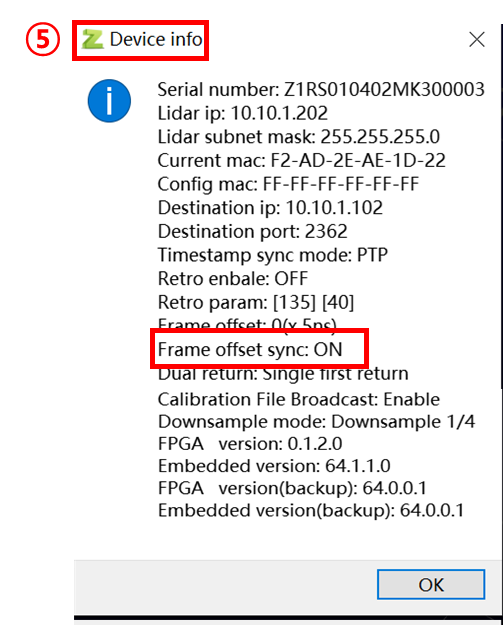 ⑤ Device info
Serial number: Z1RS010402MK300003
Lidar ip: 10.10.1.202
Lidar subnet mask: 255.255.255.0
Current mac: F2-AD-2E-AE-1D-22
Config mac: FF-FF-FF-FF-FF-FF
Destination ip: 10.10.1.102
Destination port: 2362
Timestamp sync mode: PTP
Retro enbale: OFF
Retro param: [135] [40]
Frame offset: 0(x 5ns)
Frame offset sync: ON
Dual return: Single first return
Calibration File Broadcast: Enable
Downsample mode: Downsample 1/4
FPGA version: 0.1.2.0
Embedded version: 64.1.1.0
FPGA version(backup): 64.0.0.1
Embedded version(backup): 64.0.0.1
OK